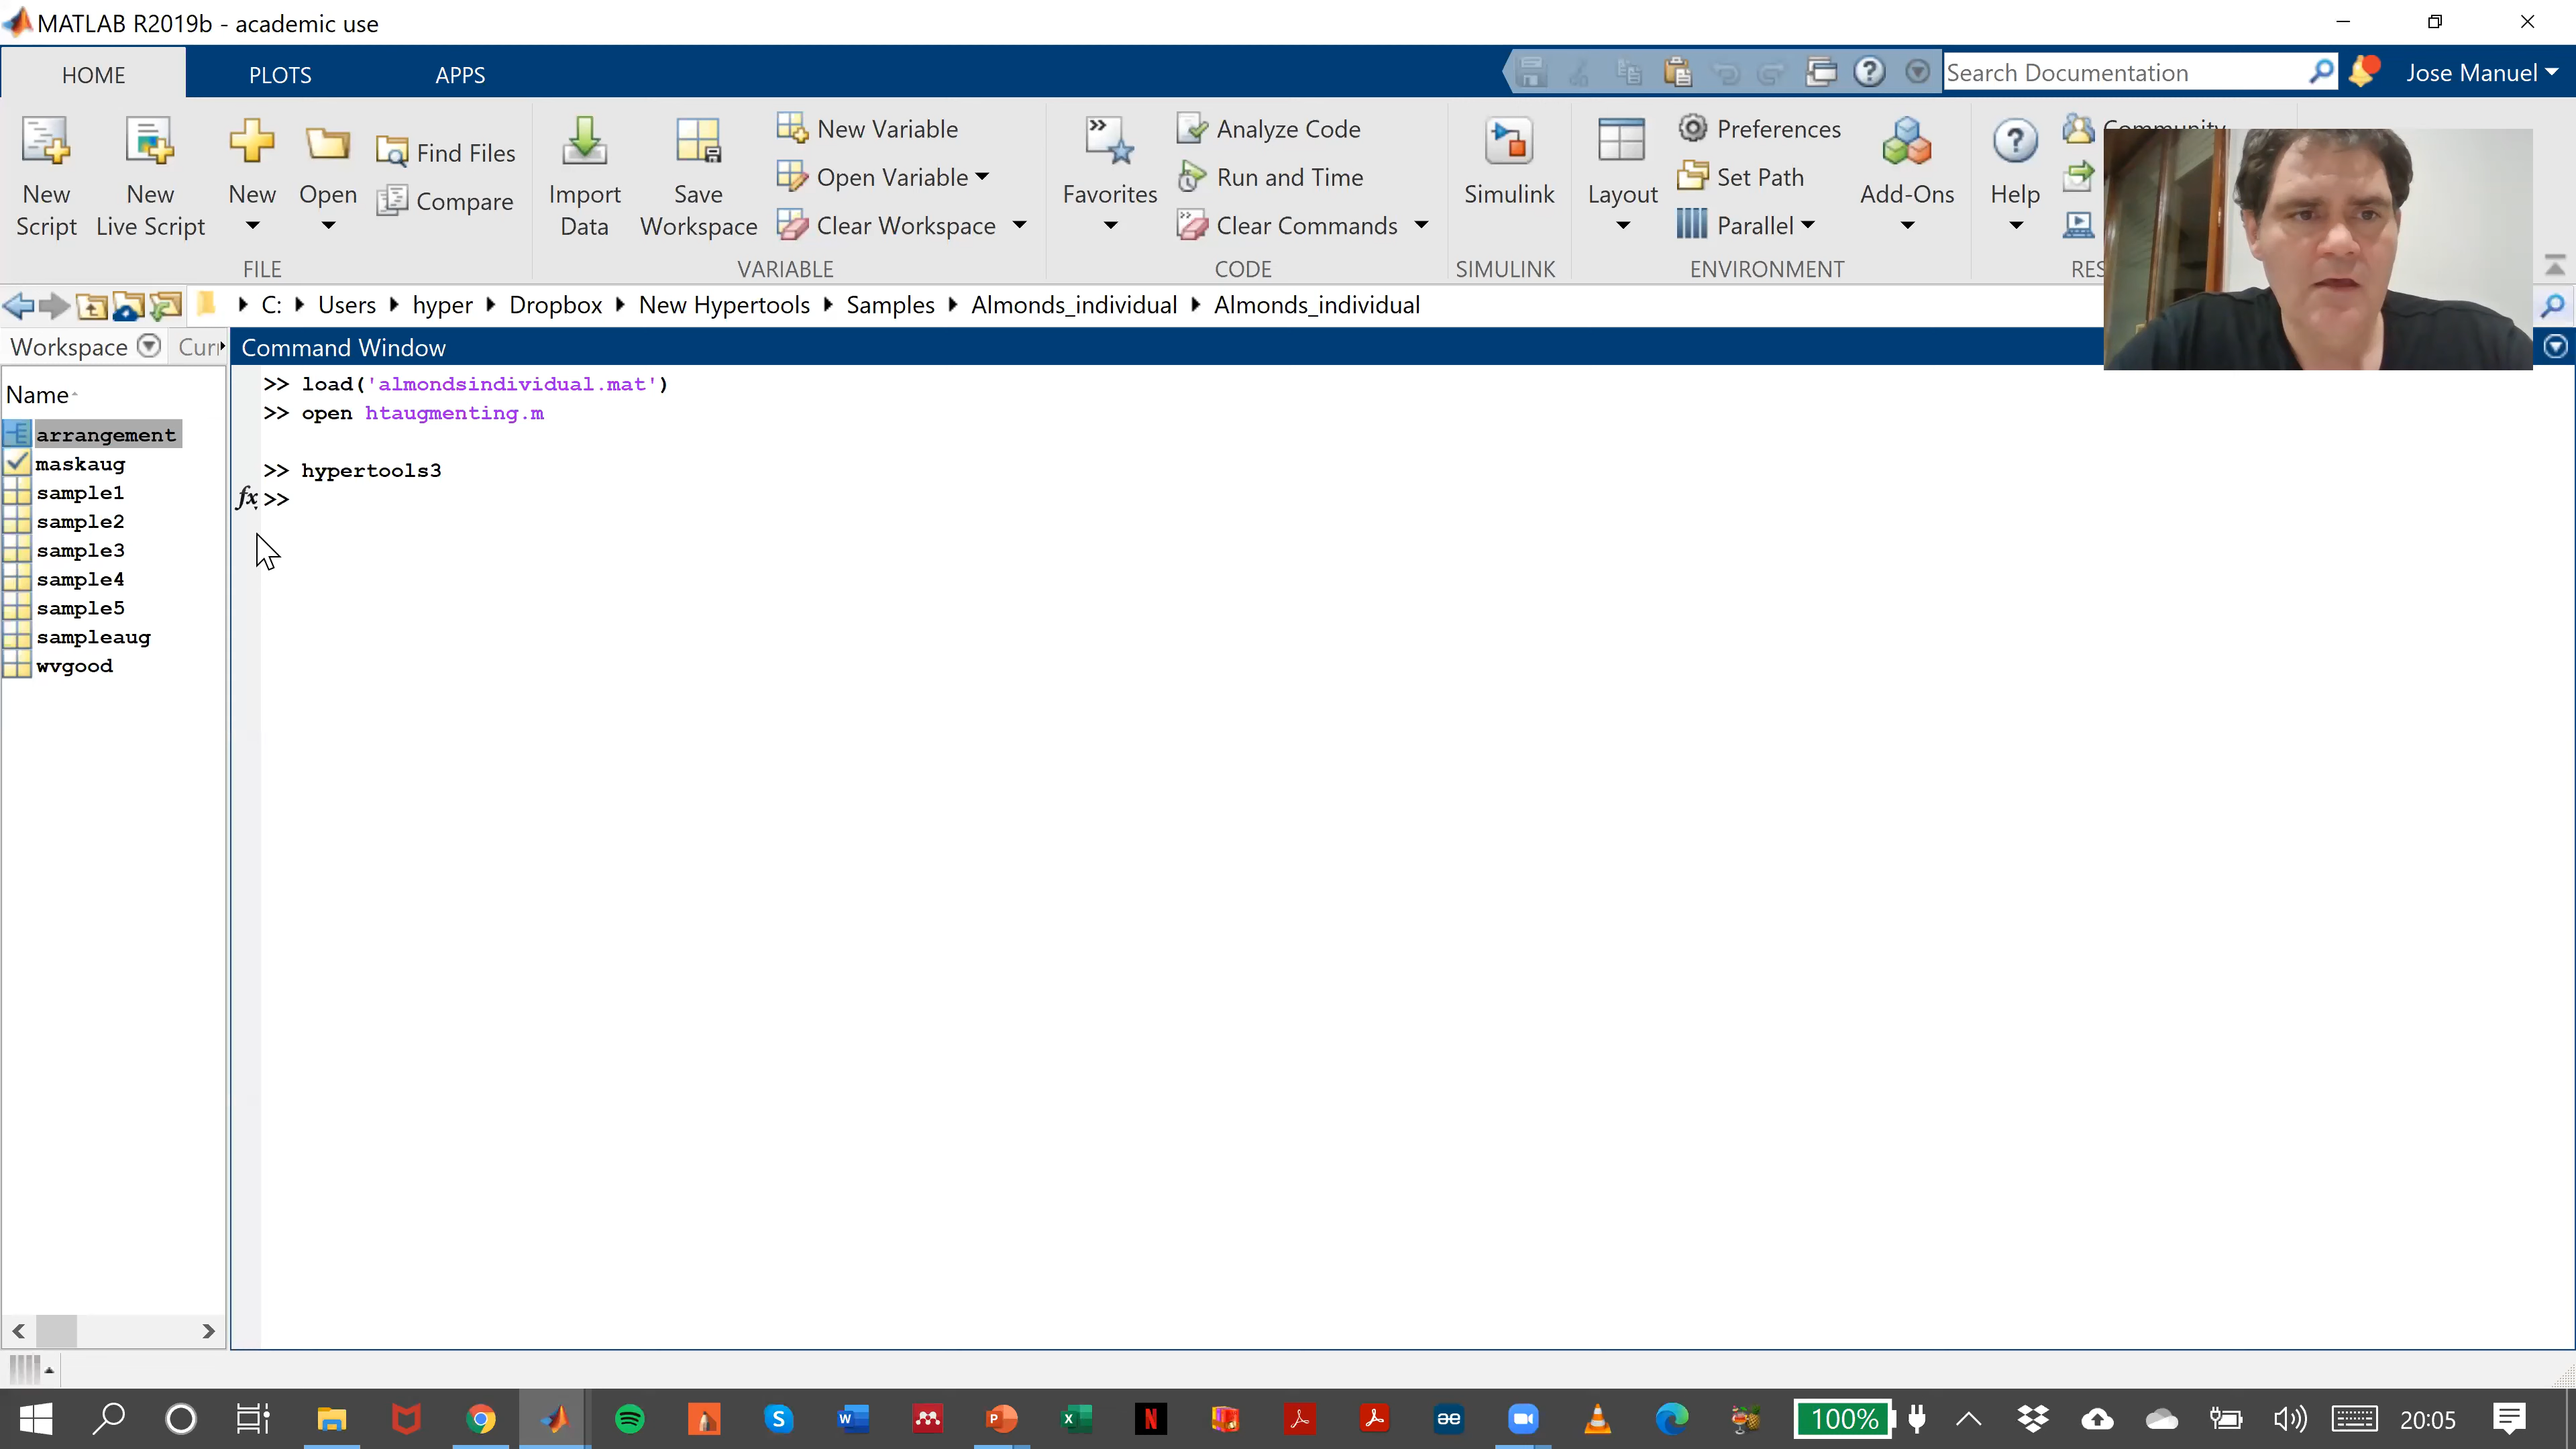 MATLAB R2019b - academic use
HOME PLOTS APPS
Search Documentation
Jose Manuel
New Script
New Live Script
New
Open
Find Files
Compare
FILE
Import Data
Save Workspace
New Variable
Open Variable
Clear Workspace
VARIABLE
Favorites
Analyze Code
Run and Time
Clear Commands
CODE
Simulink
SIMULINK
Layout
Preferences
Set Path
Parallel
Add-Ons
ENVIRONMENT
Help
Community
RES
C: Users hyper Dropbox New Hypertools Samples Almonds_individual Almonds_individual
Workspace
Curr
Command Window
Name
arrangement
maskaug
sample1
sample2
sample3
sample4
sample5
sampleaug
wvgood
>> load('almondsindividual.mat')
>> open htaugmenting.m
>> hypertools3
fx >>
100%
20:05